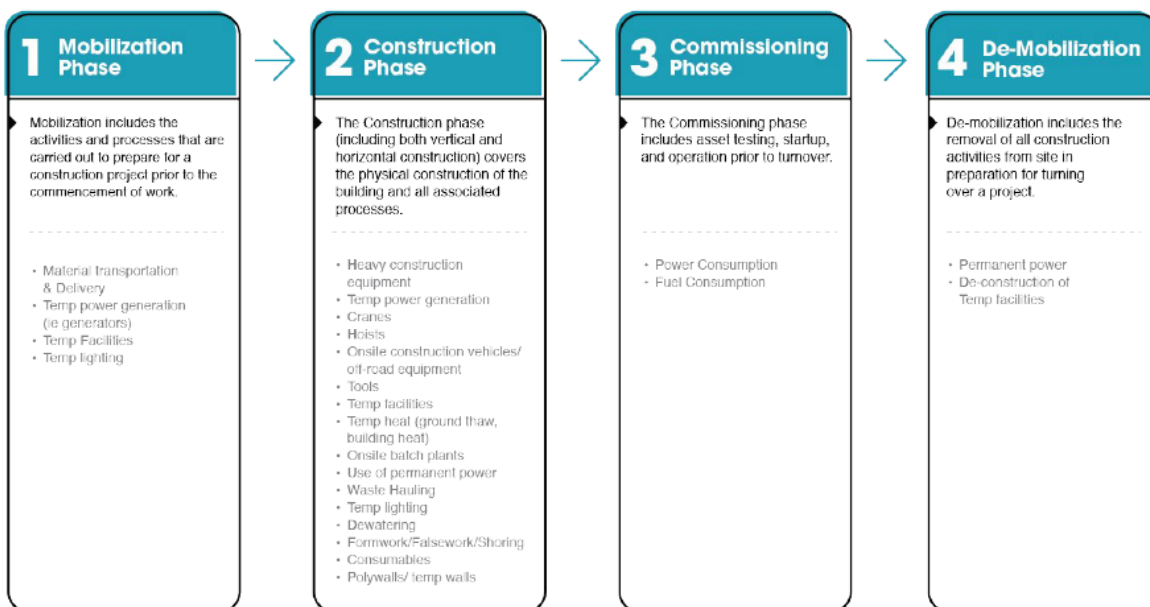 1 Mobilization
Phase
Mobilization includes the
activities and processes that are
carried out to prepare for a
construction project prior to the
commencement of work.
• Material transportation
& Delivery
• Temp power generation
(ie generators)
• Temp Facilities
• Temp lighting
2 Construction
Phase
The Construction phase
(including both vertical and
horizontal construction) covers
the physical construction of the
building and all associated
processes.
• Heavy construction
equipment
• Temp power generation
• Cranes
• Hoists
• Onsite construction vehicles/
off-road equipment
• Tools
• Temp facilities
• Temp heat (ground thaw,
building heat)
• Onsite batch plants
• Use of permanent power
• Waste Hauling
• Temp lighting
• Dewatering
• Formwork/Falsework/Shoring
• Consumables
• Polywalls/ temp walls
3 Commissioning
Phase
The Commissioning phase
includes asset testing, startup,
and operation prior to turnover.
• Power Consumption
• Fuel Consumption
4 De-Mobilization
Phase
De-mobilization includes the
removal of all construction
activities from site in
preparation for turning
over a project.
• Permanent power
• De-construction of
Temp facilities